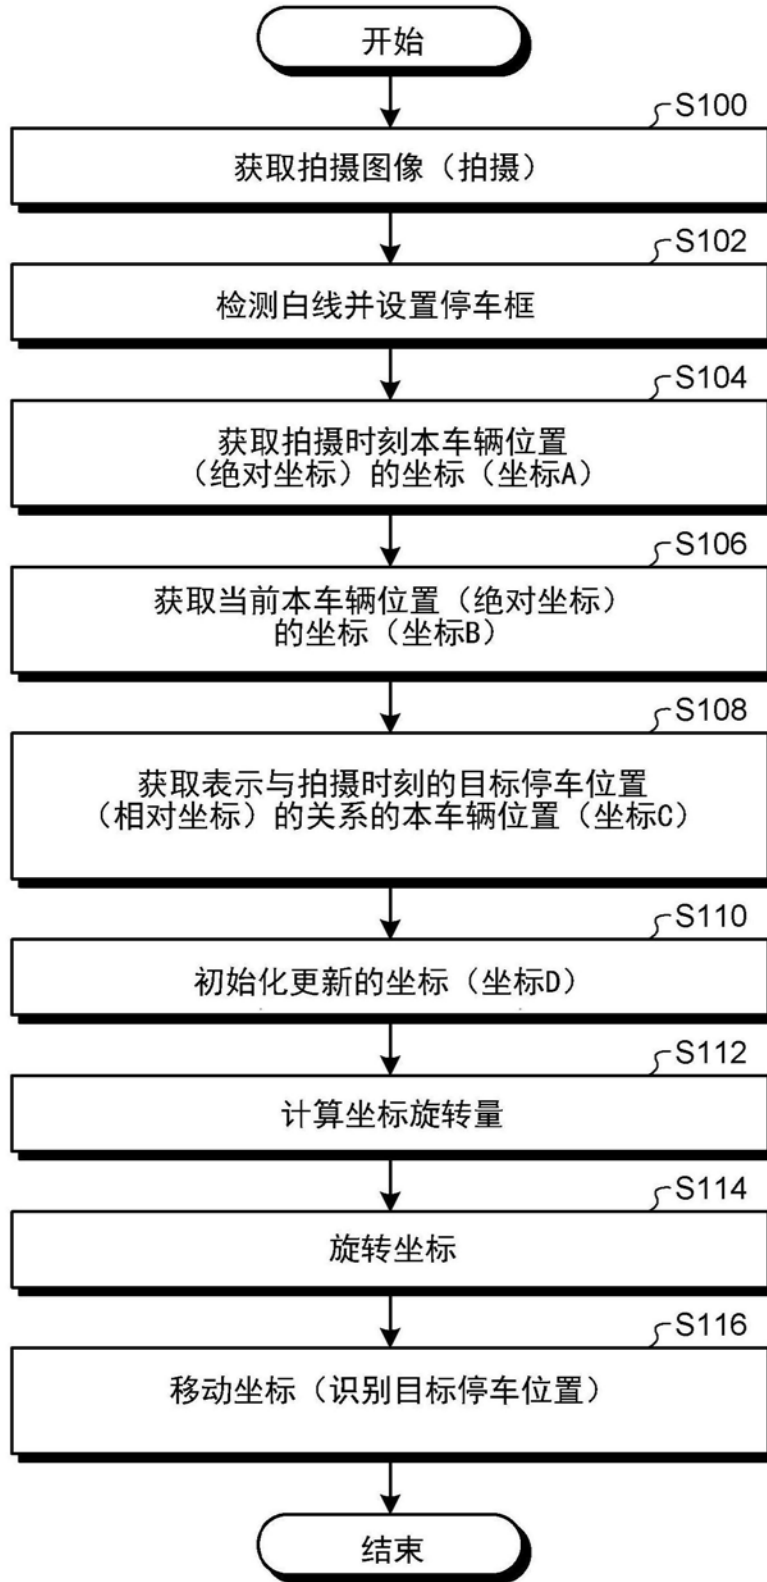 开始
S100
获取拍摄图像（拍摄）
S102
检测白线并设置停车框
S104
获取拍摄时刻本车辆位置
（绝对坐标）的坐标（坐标A）
S106
获取当前本车辆位置（绝对坐标）
的坐标（坐标B）
S108
获取表示与拍摄时刻的目标停车位置
（相对坐标）的关系的本车辆位置（坐标C）
S110
初始化更新的坐标（坐标D）
S112
计算坐标旋转量
S114
旋转坐标
S116
移动坐标（识别目标停车位置）
结束